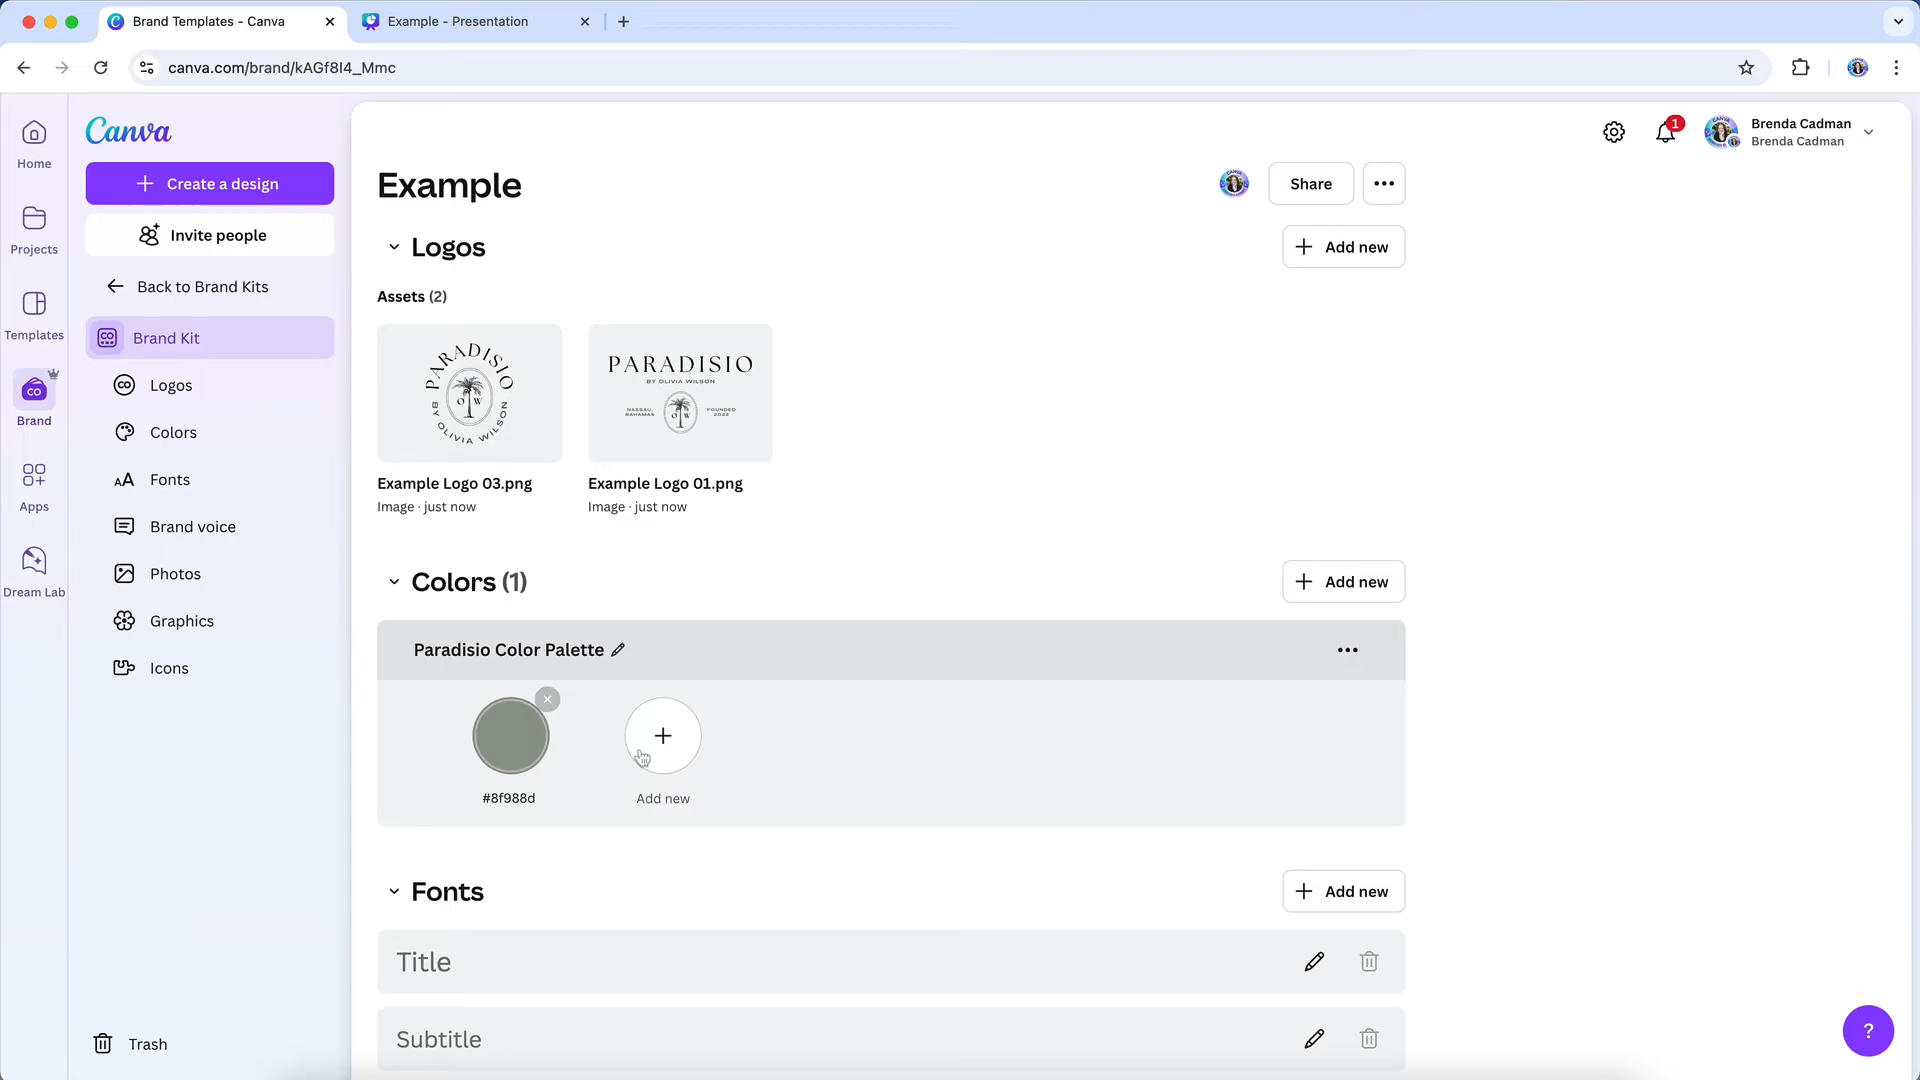 Brand Templates - Canva
Example - Presentation
canva.com/brand/kAGf8I4_Mmc
Home
Projects
Templates
Brand
Apps
Dream Lab
Canva
Create a design
Invite people
Back to Brand Kits
Brand Kit
Logos
Colors
Fonts
Brand voice
Photos
Graphics
Icons
Trash
1
Brenda Cadman
Brenda Cadman
Example
Share
Logos
Add new
Assets (2)
PARADISIO
BY OLIVIA WILSON
O W
PARADISIO
BY OLIVIA WILSON
NASSAU, BAHAMAS
O W
FOUNDED 2022
Example Logo 03.png
Image · just now
Example Logo 01.png
Image · just now
Colors (1)
Add new
Paradisio Color Palette
#8f988d
Add new
Fonts
Add new
Title
Subtitle
?